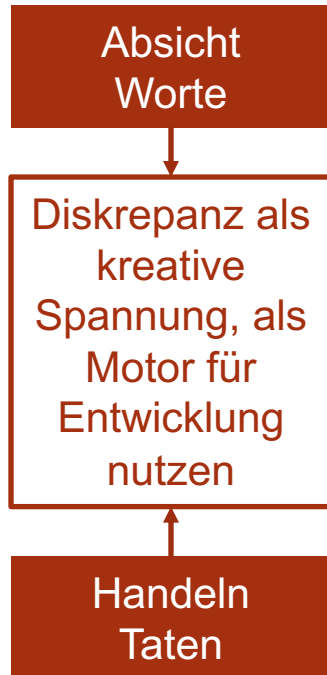 Absicht
Worte
Diskrepanz als
kreative
Spannung, als
Motor für
Entwicklung
nutzen
Handeln
Taten